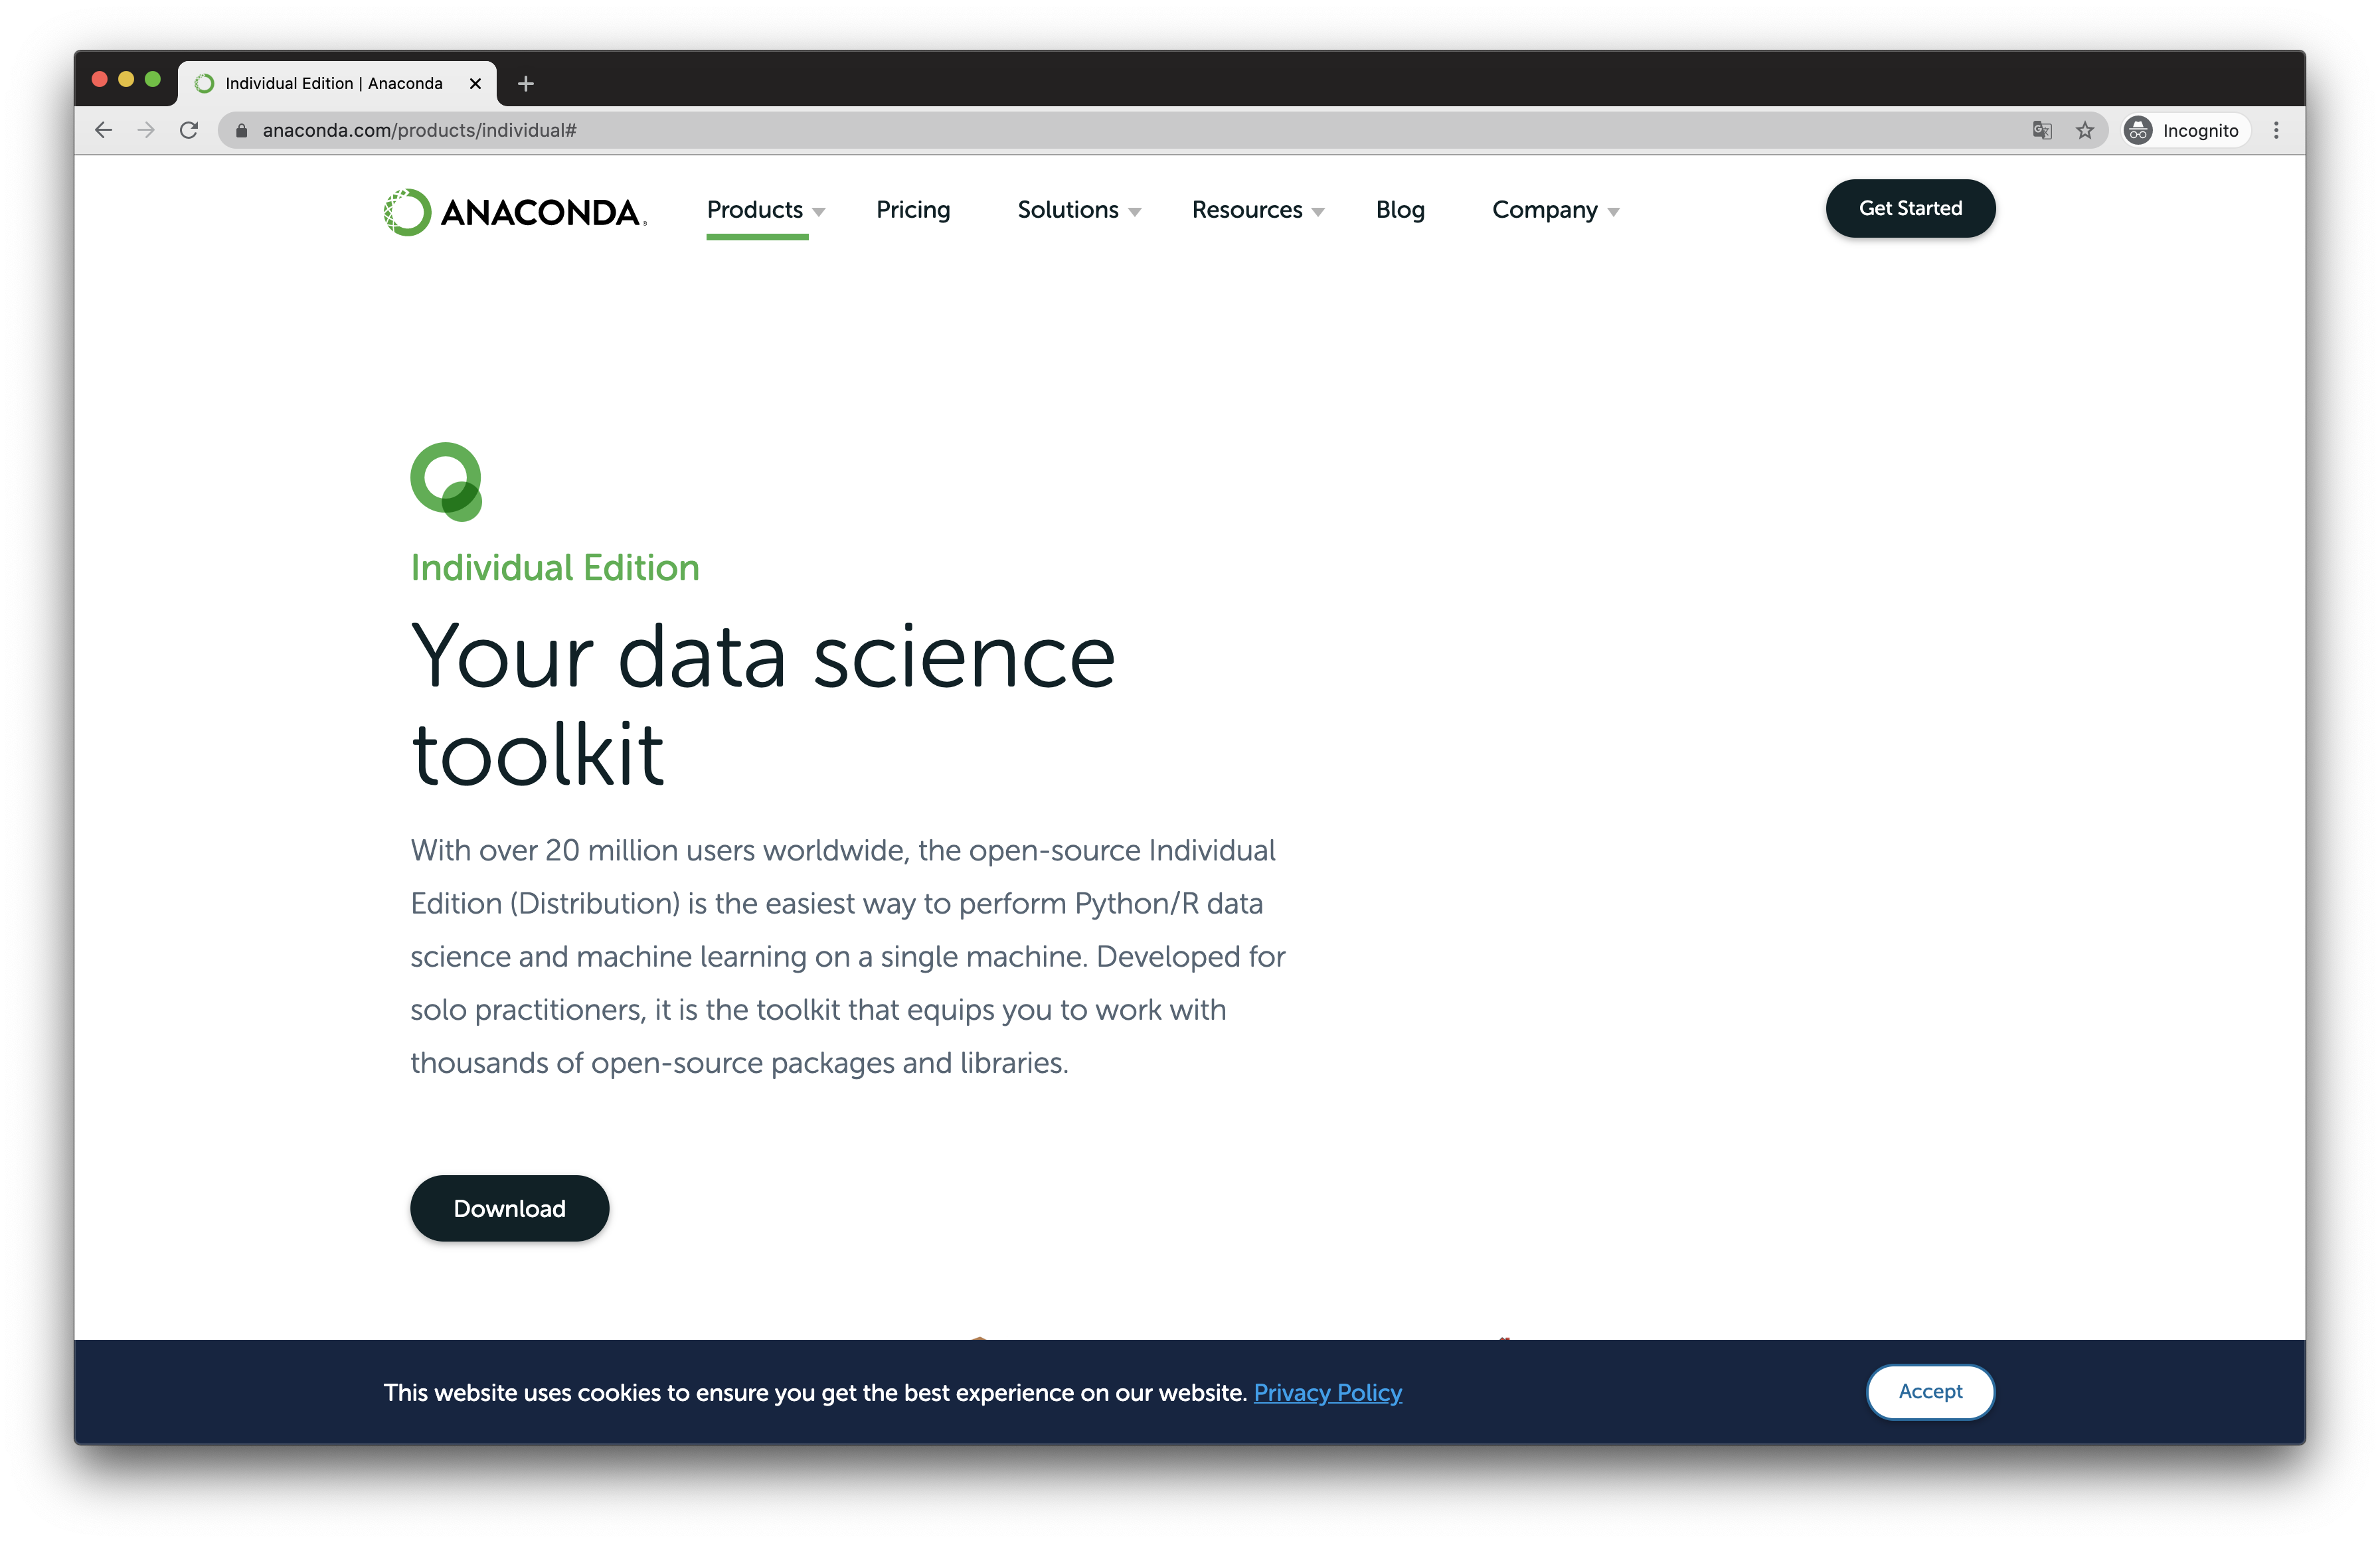 Individual Edition | Anaconda
anaconda.com/products/individual#
Incognito
ANACONDA.
Products
Pricing
Solutions
Resources
Blog
Company
Get Started
Individual Edition
Your data science
toolkit
With over 20 million users worldwide, the open-source Individual
Edition (Distribution) is the easiest way to perform Python/R data
science and machine learning on a single machine. Developed for
solo practitioners, it is the toolkit that equips you to work with
thousands of open-source packages and libraries.
Download
This website uses cookies to ensure you get the best experience on our website. Privacy Policy
Accept